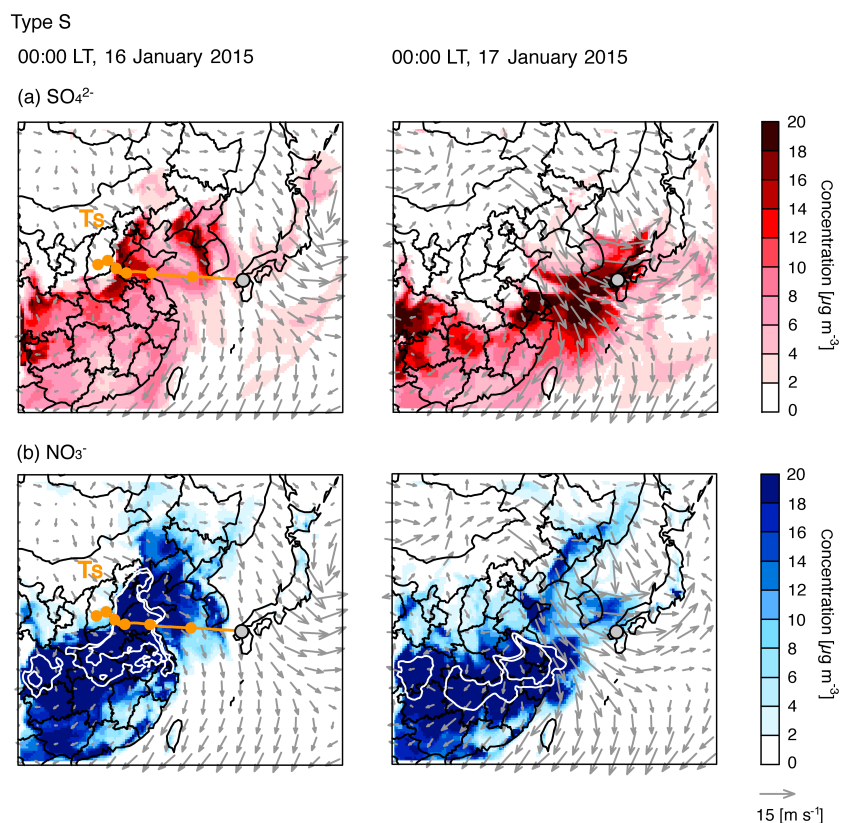 Type S
00:00 LT, 16 January 2015
00:00 LT, 17 January 2015
(a) SO₄²⁻
Ts
20
18
16
14
12
10
8
6
4
2
0
Concentration [μg m⁻³]
(b) NO₃⁻
Ts
20
18
16
14
12
10
8
6
4
2
0
Concentration [μg m⁻³]
15 [m s⁻¹]